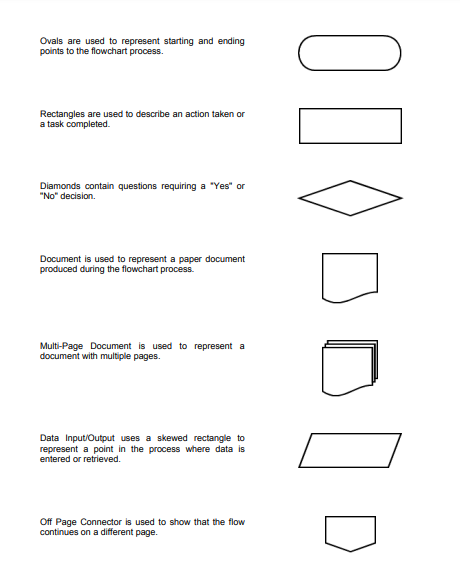 Ovals are used to represent starting and ending
points to the flowchart process.
Rectangles are used to describe an action taken or
a task completed.
Diamonds contain questions requiring a "Yes" or
"No" decision.
Document is used to represent a paper document
produced during the flowchart process.
Multi-Page Document is used to represent a
document with multiple pages.
Data Input/Output uses a skewed rectangle to
represent a point in the process where data is
entered or retrieved.
Off Page Connector is used to show that the flow
continues on a different page.